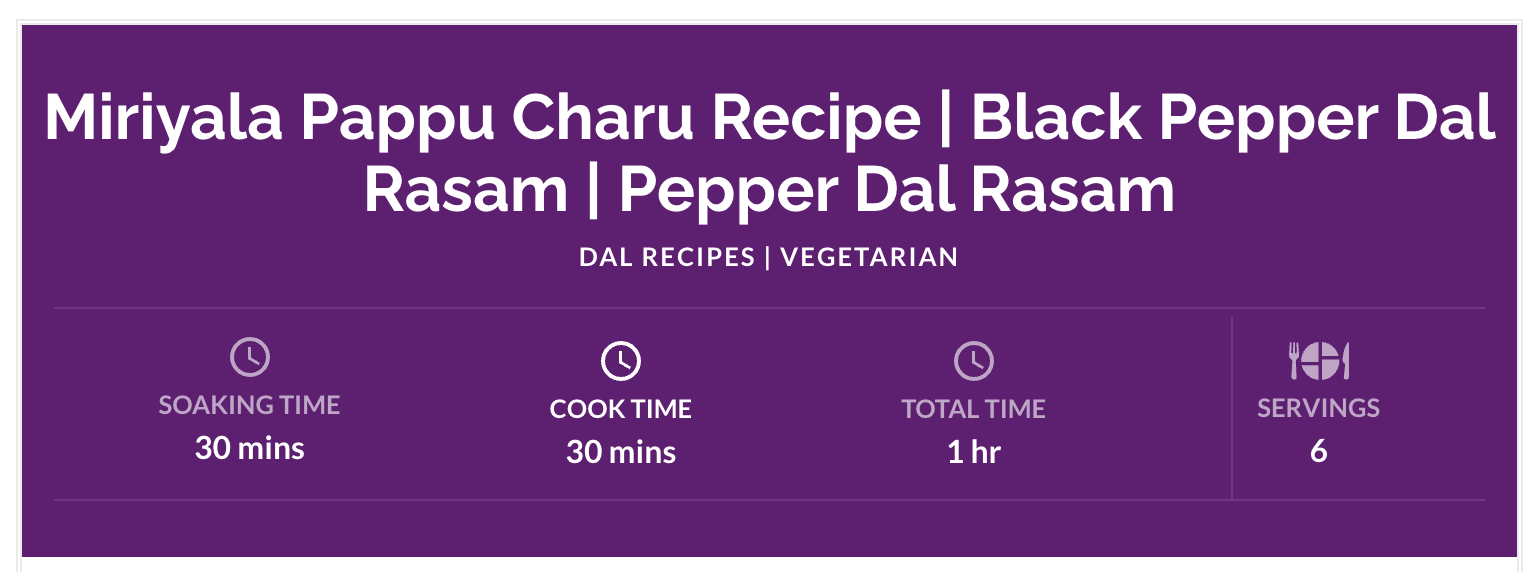 Miriyala Pappu Charu Recipe | Black Pepper Dal
Rasam | Pepper Dal Rasam
DAL RECIPES | VEGETARIAN
SOAKING TIME
30 mins
COOK TIME
30 mins
TOTAL TIME
1 hr
SERVINGS
6